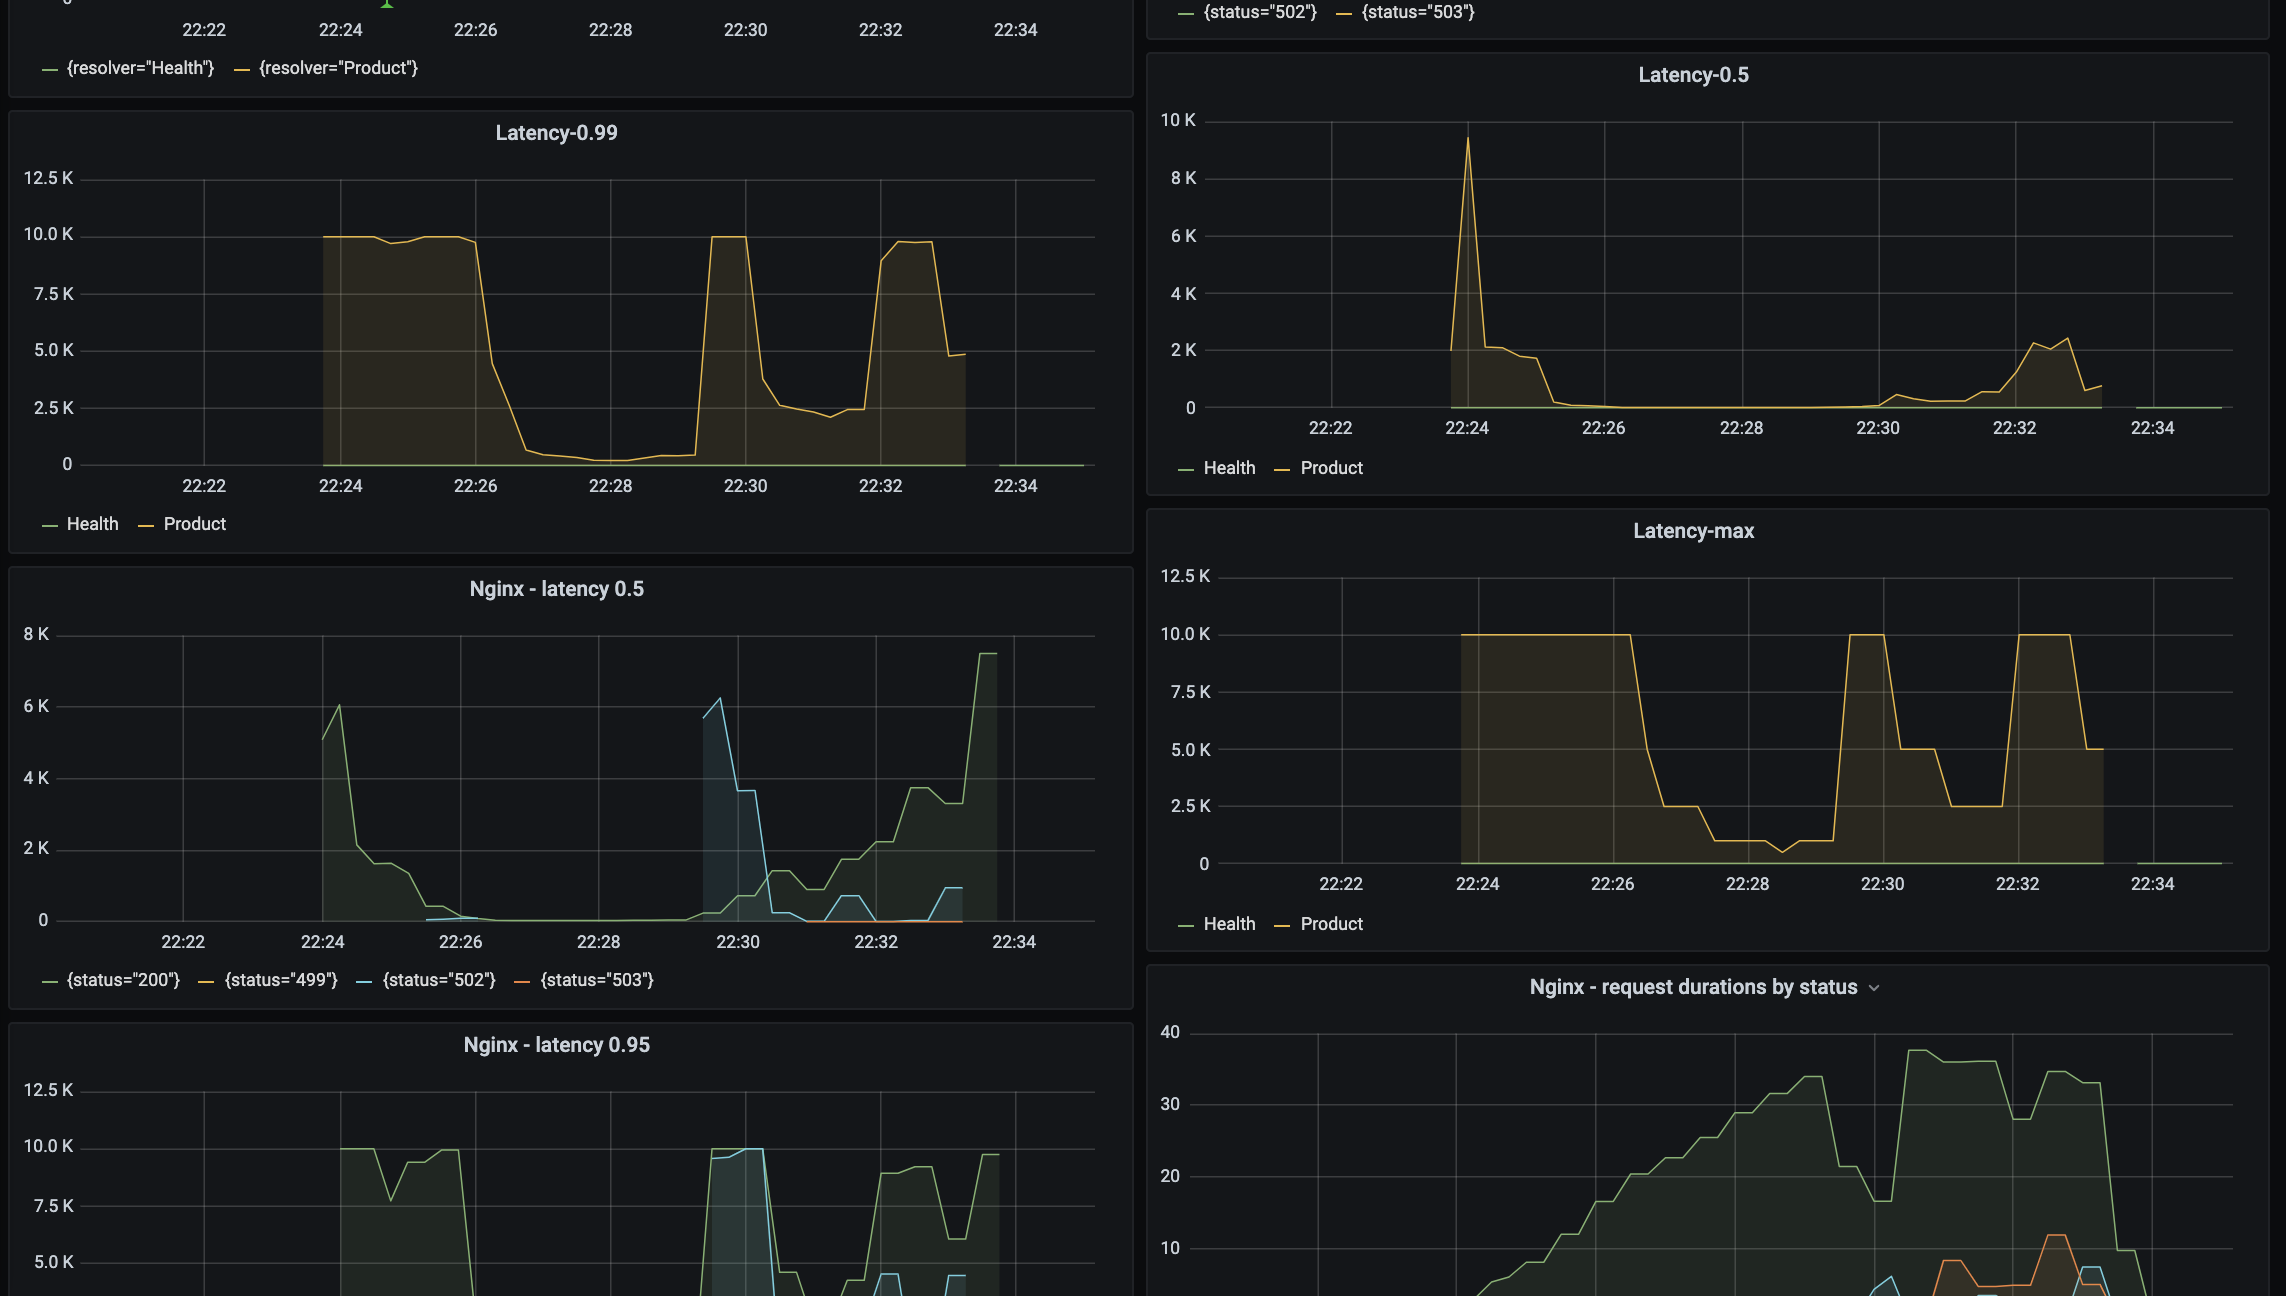 22:22 22:24 22:26 22:28 22:30 22:32 22:34
{resolver="Health"} {resolver="Product"}
{status="502"} {status="503"}
Latency-0.99
12.5 K
10.0 K
7.5 K
5.0 K
2.5 K
0
22:22 22:24 22:26 22:28 22:30 22:32 22:34
Health Product
Latency-0.5
10 K
8 K
6 K
4 K
2 K
0
22:22 22:24 22:26 22:28 22:30 22:32 22:34
Health Product
Nginx - latency 0.5
8 K
6 K
4 K
2 K
0
22:22 22:24 22:26 22:28 22:30 22:32 22:34
{status="200"} {status="499"} {status="502"} {status="503"}
Latency-max
12.5 K
10.0 K
7.5 K
5.0 K
2.5 K
0
22:22 22:24 22:26 22:28 22:30 22:32 22:34
Health Product
Nginx - latency 0.95
12.5 K
10.0 K
7.5 K
5.0 K
Nginx - request durations by status
40
30
20
10